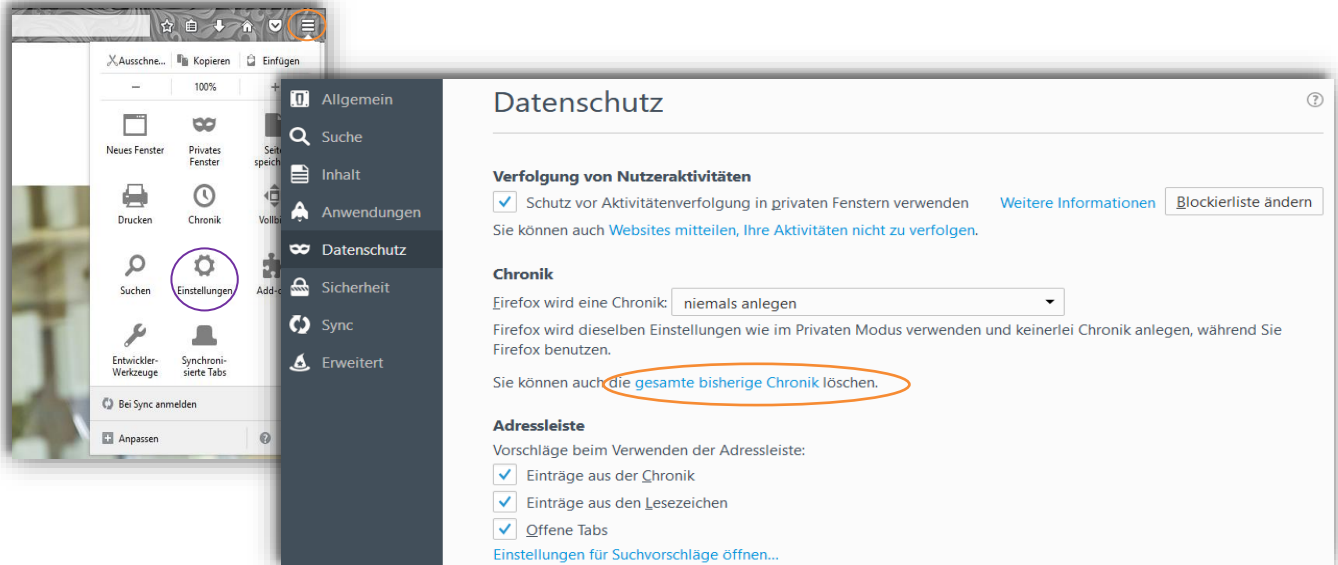 Ausschne... Kopieren Einfügen
− 100% +
Neues Fenster
Privates
Fenster
Drucken
Chronik
Suchen
Einstellungen
Entwickler-
Werkzeuge
Synchroni-
sierte Tabs
Bei Sync anmelden
Anpassen
Allgemein
Suche
Inhalt
Anwendungen
Datenschutz
Sicherheit
Sync
Erweitert
Datenschutz
Verfolgung von Nutzeraktivitäten
Schutz vor Aktivitätenverfolgung in privaten Fenstern verwenden Weitere Informationen Blockierliste ändern
Sie können auch Websites mitteilen, Ihre Aktivitäten nicht zu verfolgen.
Chronik
Firefox wird eine Chronik: niemals anlegen
Firefox wird dieselben Einstellungen wie im Privaten Modus verwenden und keinerlei Chronik anlegen, während Sie
Firefox benutzen.
Sie können auch die gesamte bisherige Chronik löschen.
Adressleiste
Vorschläge beim Verwenden der Adressleiste:
Einträge aus der Chronik
Einträge aus den Lesezeichen
Offene Tabs
Einstellungen für Suchvorschläge öffnen...